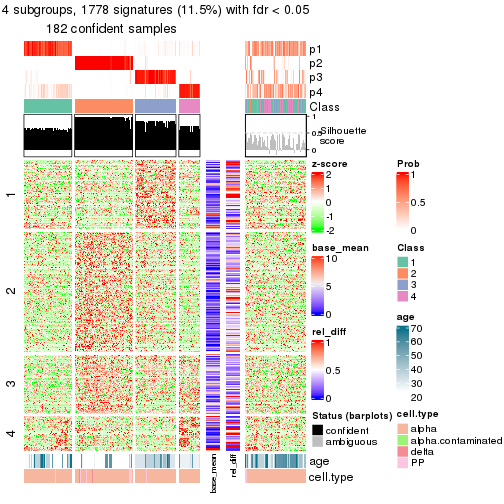 4 subgroups, 1778 signatures (11.5%) with fdr < 0.05
182 confident samples
p1
p2
p3
p4
Class
1
0.5
0
Silhouette
score
1
2
3
4
base_mean
rel_diff
age
cell.type
z-score
2
1
0
-1
-2
base_mean
10
5
0
rel_diff
1
0.5
0
Status (barplots)
confident
ambiguous
Prob
1
0.5
0
Class
1
2
3
4
age
70
60
50
40
30
20
cell.type
alpha
alpha.contaminated
delta
PP